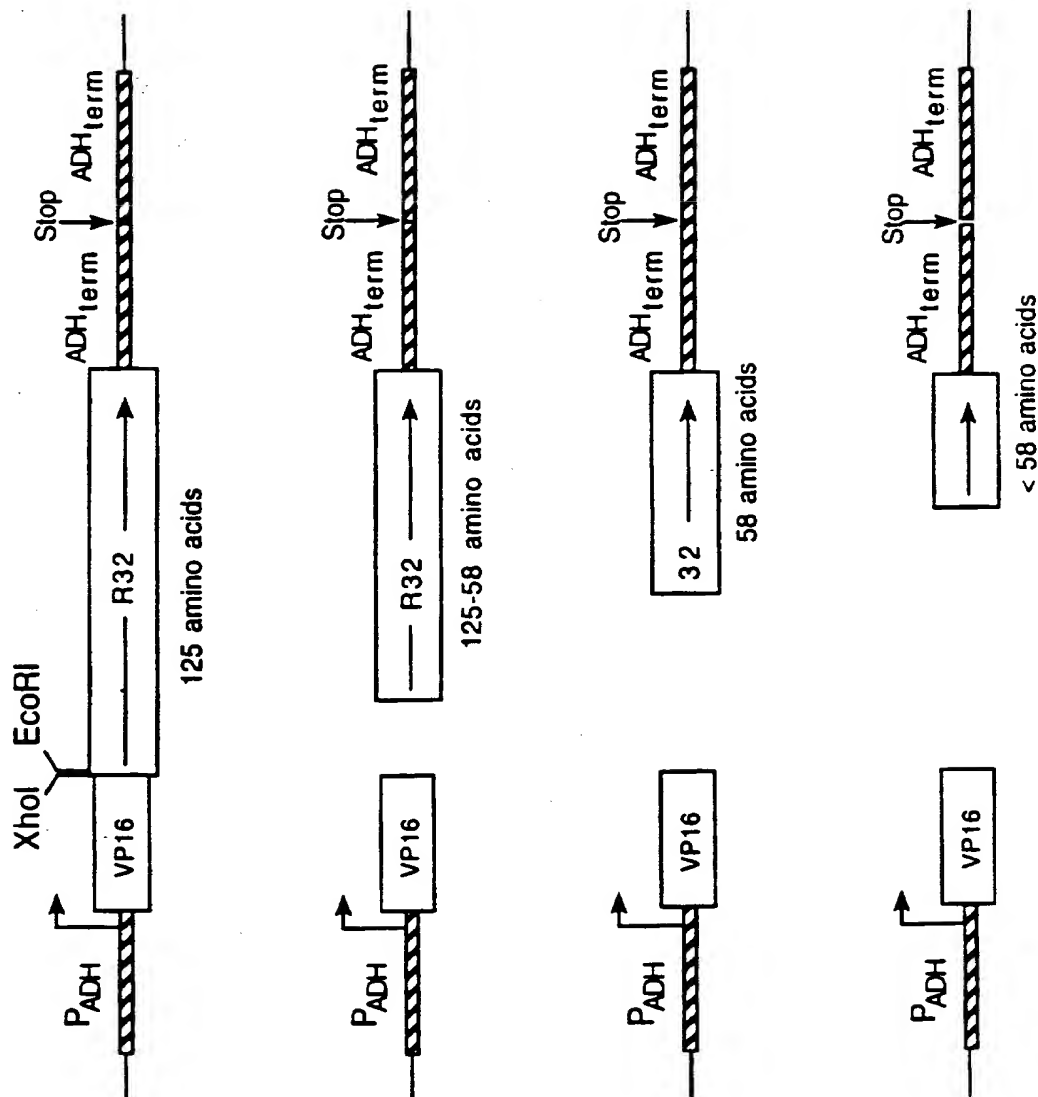 XhoI EcoRI
Stop
P_ADH VP16 R32 ADH_term ADH_term
125 amino acids
Stop
P_ADH VP16 R32 ADH_term ADH_term
125-58 amino acids
Stop
P_ADH VP16 32 ADH_term ADH_term
58 amino acids
Stop
P_ADH VP16 ADH_term ADH_term
< 58 amino acids